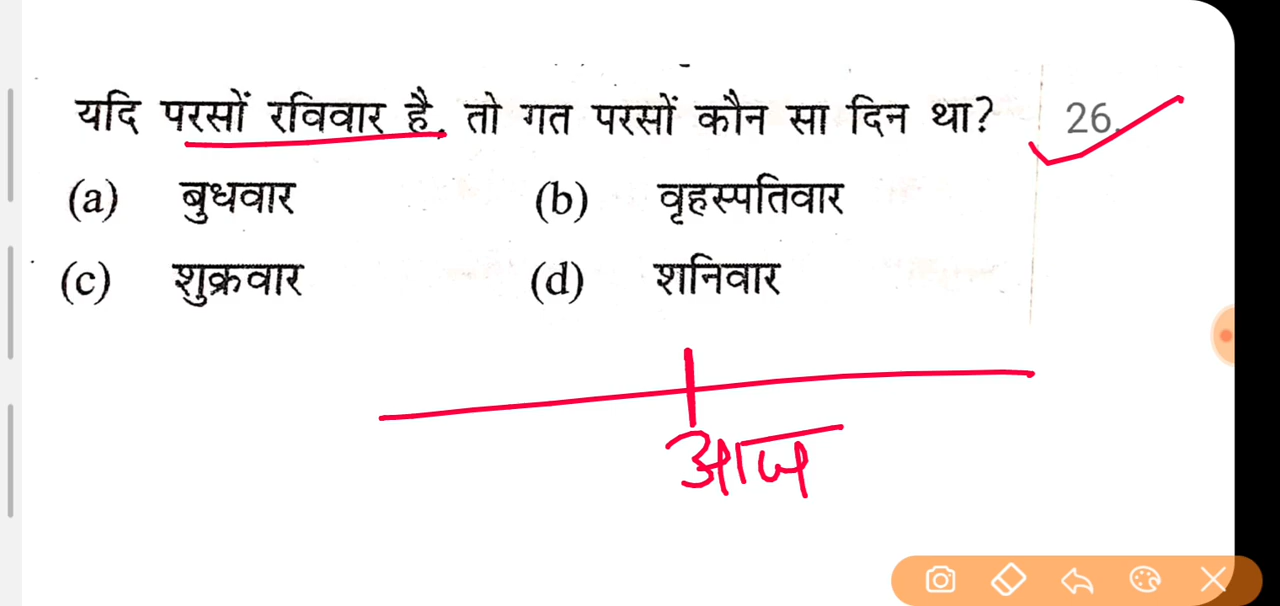 यदि परसों रविवार है, तो गत परसों कौन सा दिन था? 26.
(a) बुधवार (b) वृहस्पतिवार
(c) शुक्रवार (d) शनिवार
आज